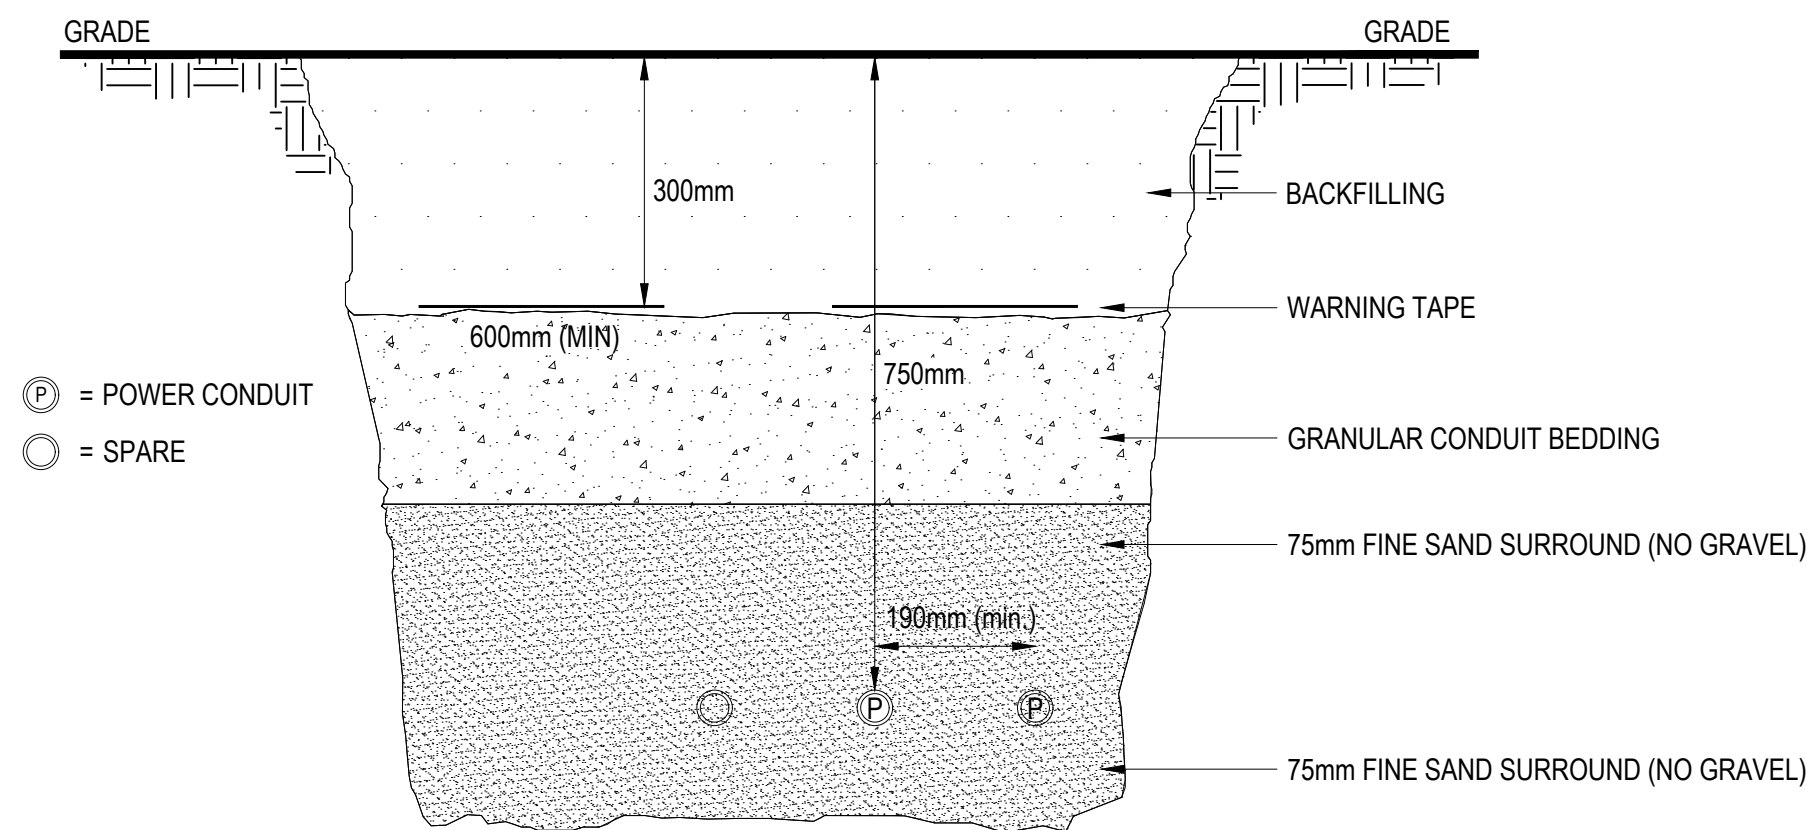 GRADE
GRADE
300mm
BACKFILLING
WARNING TAPE
600mm (MIN)
750mm
P = POWER CONDUIT
= SPARE
GRANULAR CONDUIT BEDDING
75mm FINE SAND SURROUND (NO GRAVEL)
190mm (min.)
P
P
75mm FINE SAND SURROUND (NO GRAVEL)